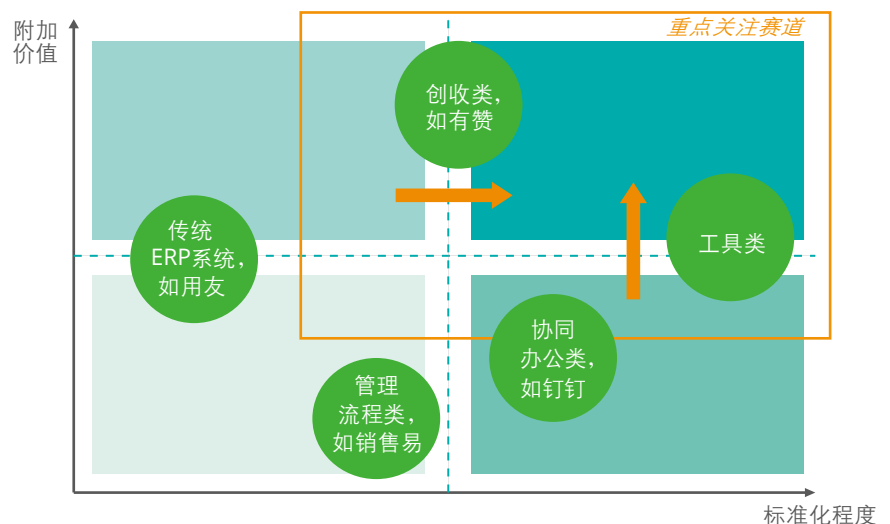 附加
价值
重点关注赛道
创收类，
如有赞
传统
ERP系统，
如用友
工具类
协同
办公类，
如钉钉
管理
流程类，
如销售易
标准化程度